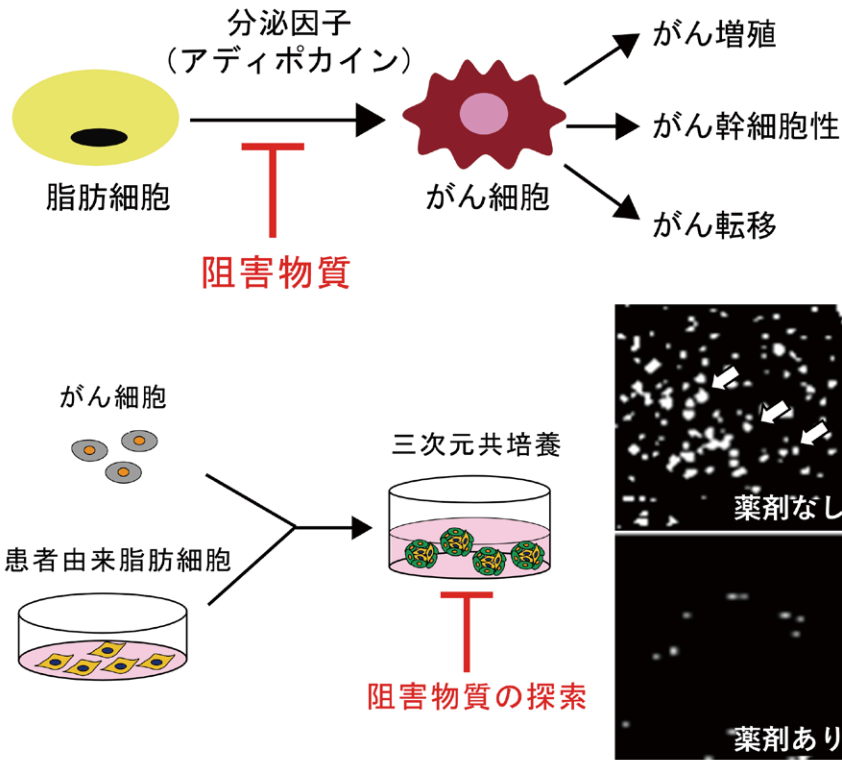 分泌因子
（アディポカイン）
脂肪細胞
がん細胞
がん増殖
がん幹細胞性
がん転移
阻害物質
がん細胞
患者由来脂肪細胞
三次元共培養
阻害物質の探索
薬剤なし
薬剤あり